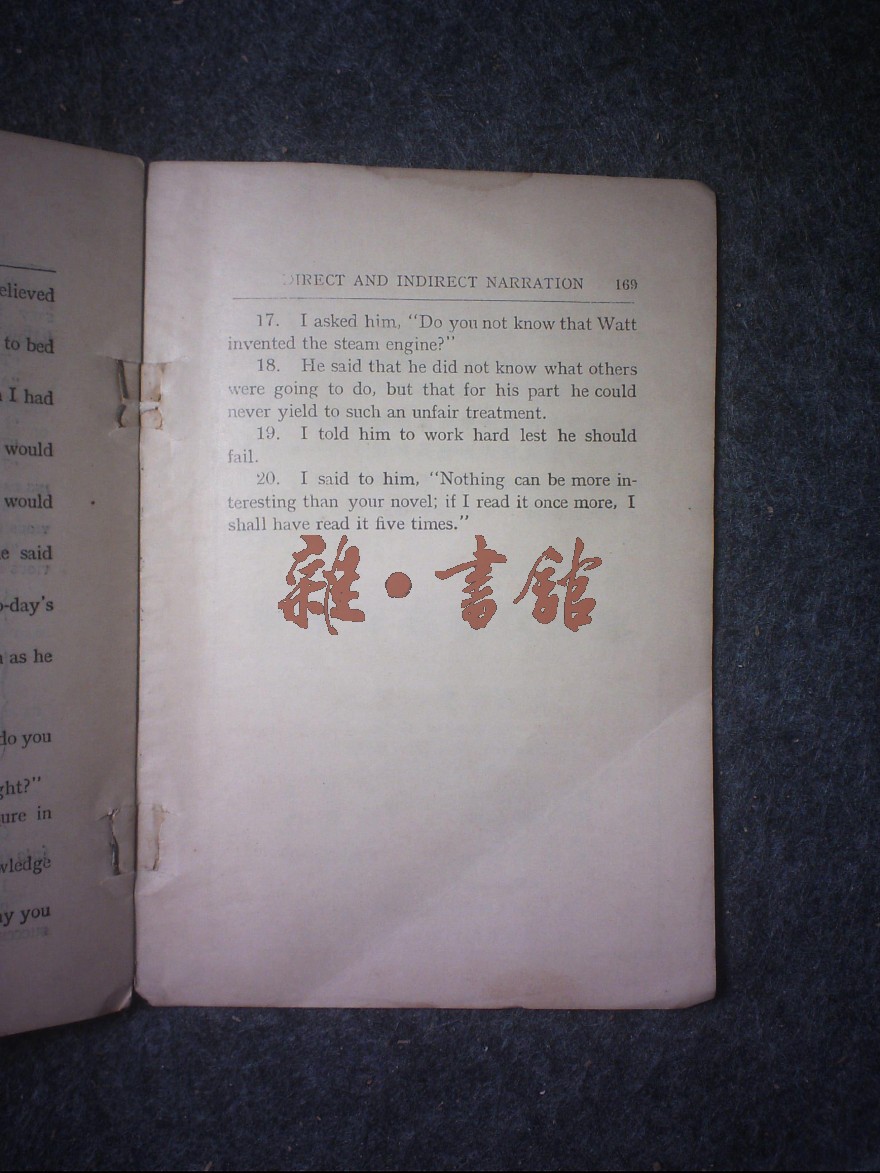 elieved
to bed
I had
would
would
said
-day's
as he
do you
ght?"
ure in
wledge
you
DIRECT AND INDIRECT NARRATION 169
17. I asked him, "Do you not know that Watt
invented the steam engine?"
18. He said that he did not know what others
were going to do, but that for his part he could
never yield to such an unfair treatment.
19. I told him to work hard lest he should
fail.
20. I said to him, "Nothing can be more in-
teresting than your novel; if I read it once more, I
shall have read it five times."
雜·書館